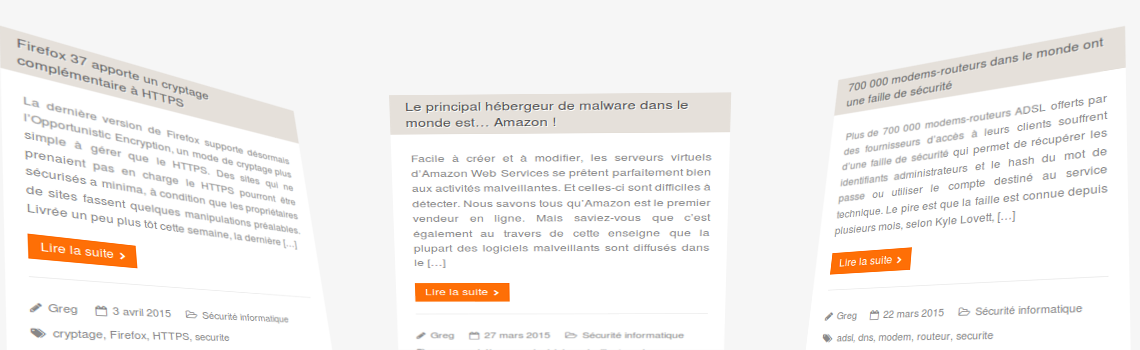 Firefox 37 apporte un cryptage
complémentaire à HTTPS
La dernière version de Firefox supporte désormais
l'Opportunistic Encryption, un mode de cryptage plus
simple à gérer que le HTTPS. Des sites qui ne
prenaient pas en charge le HTTPS pourront être
sécurisés a minima, à condition que les propriétaires
de sites fassent quelques manipulations préalables.
Livrée un peu plus tôt cette semaine, la dernière [...]
Lire la suite >
Greg 3 avril 2015 Sécurité informatique
cryptage, Firefox, HTTPS, securite
Le principal hébergeur de malware dans le
monde est… Amazon !
Facile à créer et à modifier, les serveurs virtuels
d'Amazon Web Services se prêtent parfaitement bien
aux activités malveillantes. Et celles-ci sont difficiles à
détecter. Nous savons tous qu'Amazon est le premier
vendeur en ligne. Mais saviez-vous que c'est
également au travers de cette enseigne que la
plupart des logiciels malveillants sont diffusés dans
le [...]
Lire la suite >
Greg 27 mars 2015 Sécurité informatique
700 000 modems-routeurs dans le monde ont
une faille de sécurité
Plus de 700 000 modems-routeurs ADSL offerts par
des fournisseurs d'accès à leurs clients souffrent
d'une faille de sécurité qui permet de récupérer les
identifiants administrateurs et le hash du mot de
passe ou utiliser le compte destiné au service
technique. Le pire est que la faille est connue depuis
plusieurs mois, selon Kyle Lovett, [...]
Lire la suite >
Greg 22 mars 2015 Sécurité informatique
adsl, dns, modem, routeur, securite